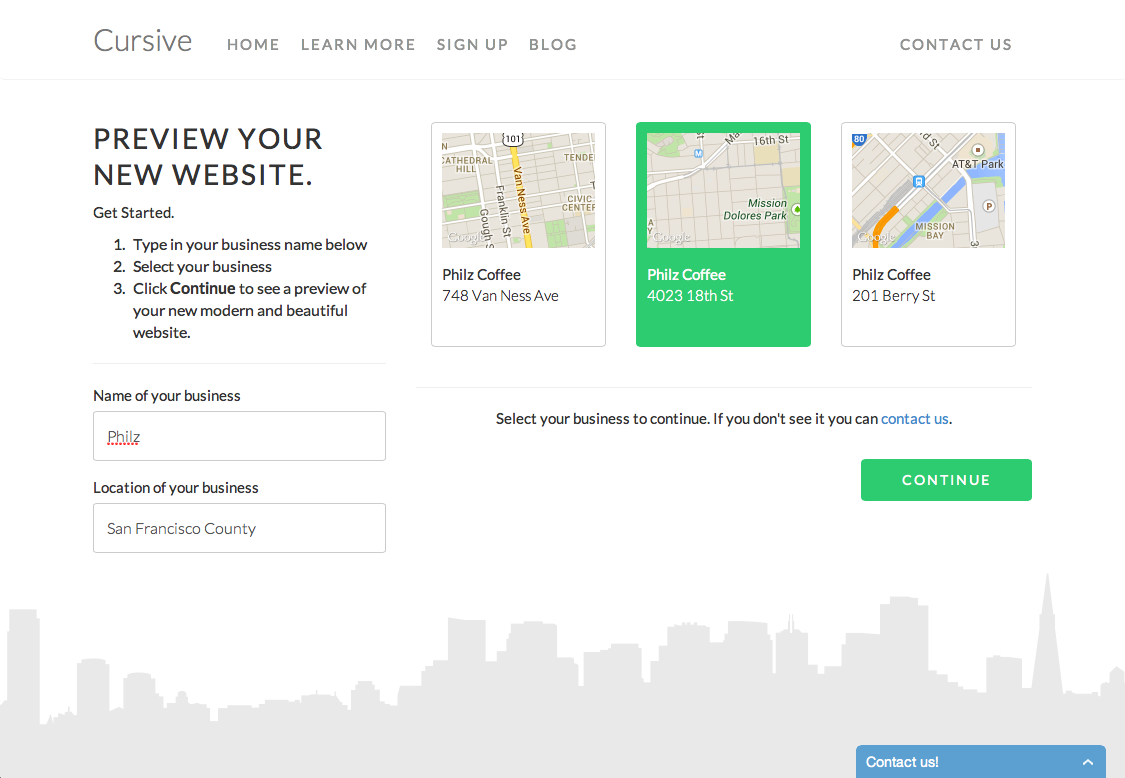 Cursive
HOME
LEARN MORE
SIGN UP
BLOG
CONTACT US
PREVIEW YOUR
NEW WEBSITE.
Get Started.
1. Type in your business name below
2. Select your business
3. Click Continue to see a preview of
your new modern and beautiful
website.
Name of your business
Philz
Location of your business
San Francisco County
101
CATHEDRAL
HILL
TENDE
Van Ness Ave
Franklin St
Gough S
CIVIC
CENTER
Google
Philz Coffee
748 Van Ness Ave
16th St
M
Mission
Dolores Park
Google
Philz Coffee
4023 18th St
80
AT&T Park
P
MISSION
BAY
Google
Philz Coffee
201 Berry St
Select your business to continue. If you don't see it you can contact us.
CONTINUE
Contact us!